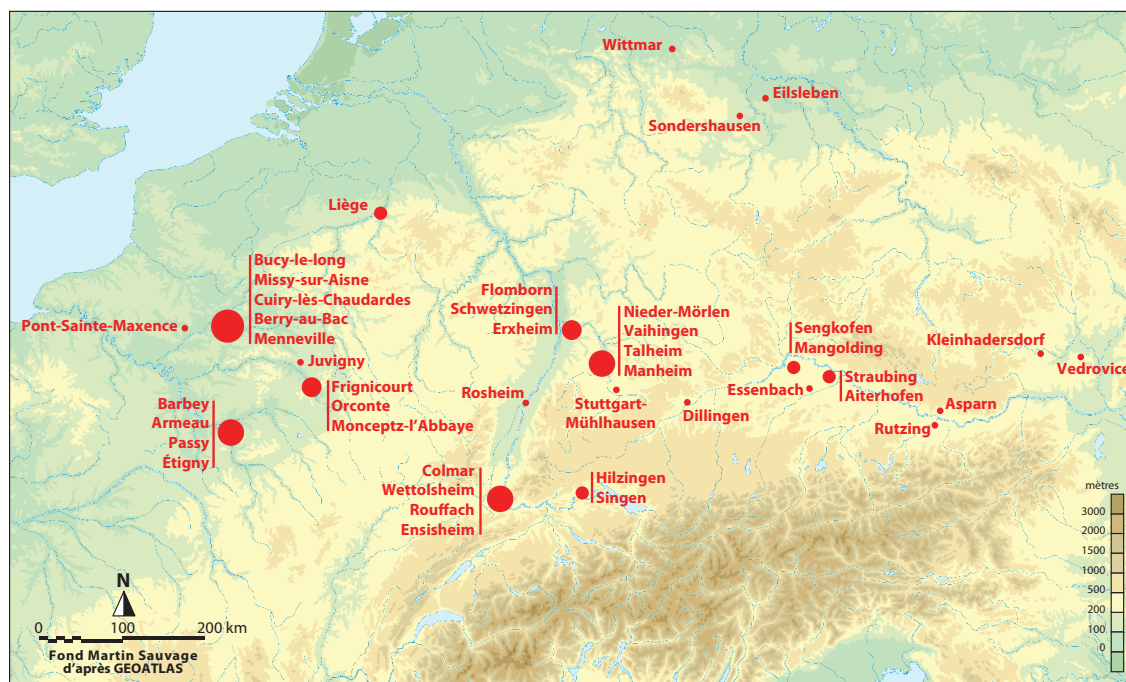 Wittmar
Eilsleben
Sondershausen
Liège
Bucy-le-long
Missy-sur-Aisne
Cuiry-lès-Chaudardes
Berry-au-Bac
Menneville
Pont-Sainte-Maxence
Juvigny
Frignicourt
Orconte
Monceptz-l’Abbaye
Barbey
Armeau
Passy
Étigny
Flomborn
Schwetzingen
Erxheim
Nieder-Mörlen
Vaihingen
Talheim
Manheim
Rosheim
Stuttgart-
Mühlhausen
Dillingen
Sengkofen
Mangolding
Essenbach
Straubing
Aiterhofen
Kleinhadersdorf
Vedrovice
Asparn
Rutzing
Colmar
Wettolsheim
Rouffach
Ensisheim
Hilzingen
Singen
mètres
3000
2000
1500
1000
500
200
100
0
N
0 100 200 km
Fond Martin Sauvage
d’après GEOATLAS